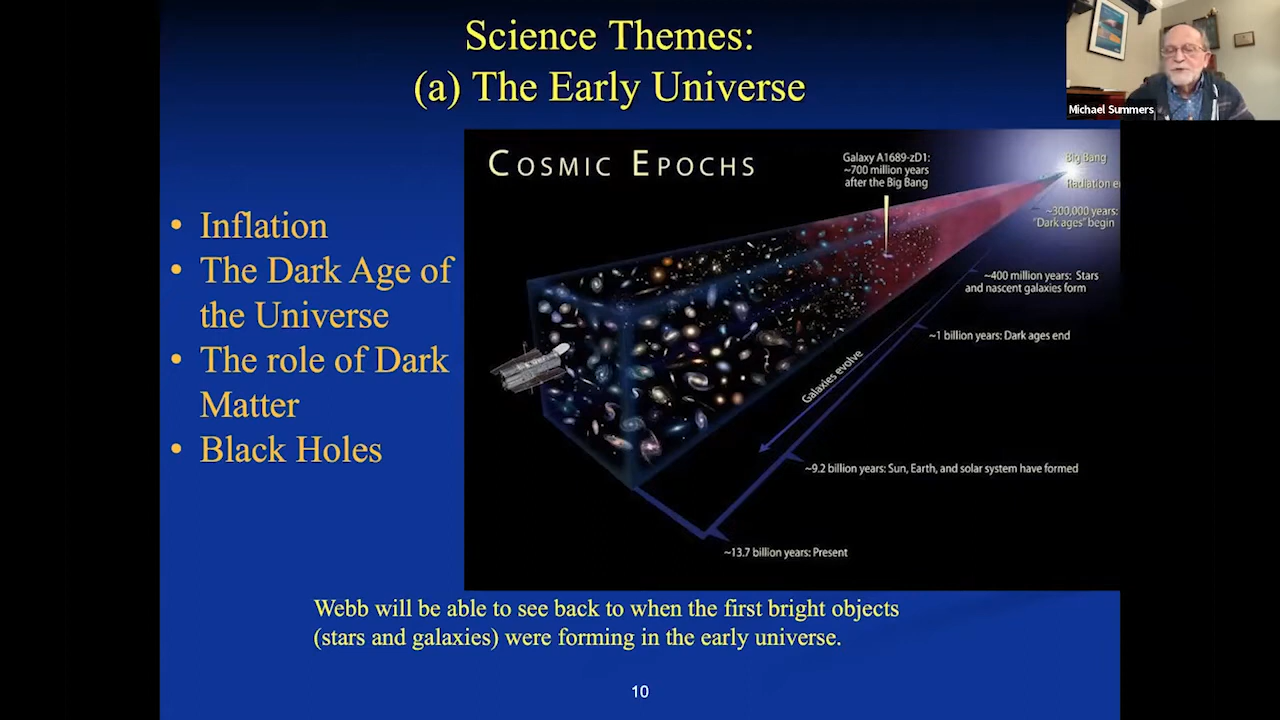 Science Themes:
(a) The Early Universe
Michael Summers
• Inflation
• The Dark Age of
the Universe
• The role of Dark
Matter
• Black Holes
COSMIC EPOCHS
Galaxy A1689-zD1:
~700 million years
after the Big Bang
Big Bang
Radiation
~300,000 years:
"Dark ages" begin
~400 million years: Stars
and nascent galaxies form
~1 billion years: Dark ages end
Galaxies evolve
~9.2 billion years: Sun, Earth, and solar system have formed
~13.7 billion years: Present
Webb will be able to see back to when the first bright objects
(stars and galaxies) were forming in the early universe.
10